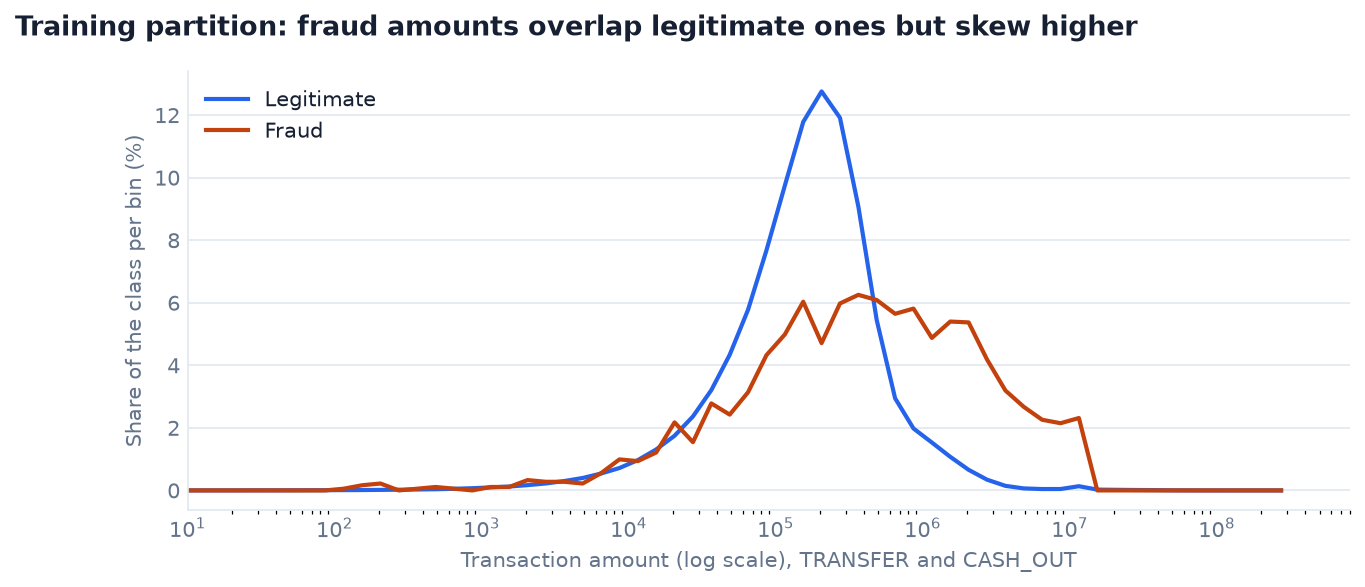 Training partition: fraud amounts overlap legitimate ones but skew higher
Legitimate
Fraud
Share of the class per bin (%)
12
10
8
6
4
2
0
10¹ 10² 10³ 10⁴ 10⁵ 10⁶ 10⁷ 10⁸
Transaction amount (log scale), TRANSFER and CASH_OUT